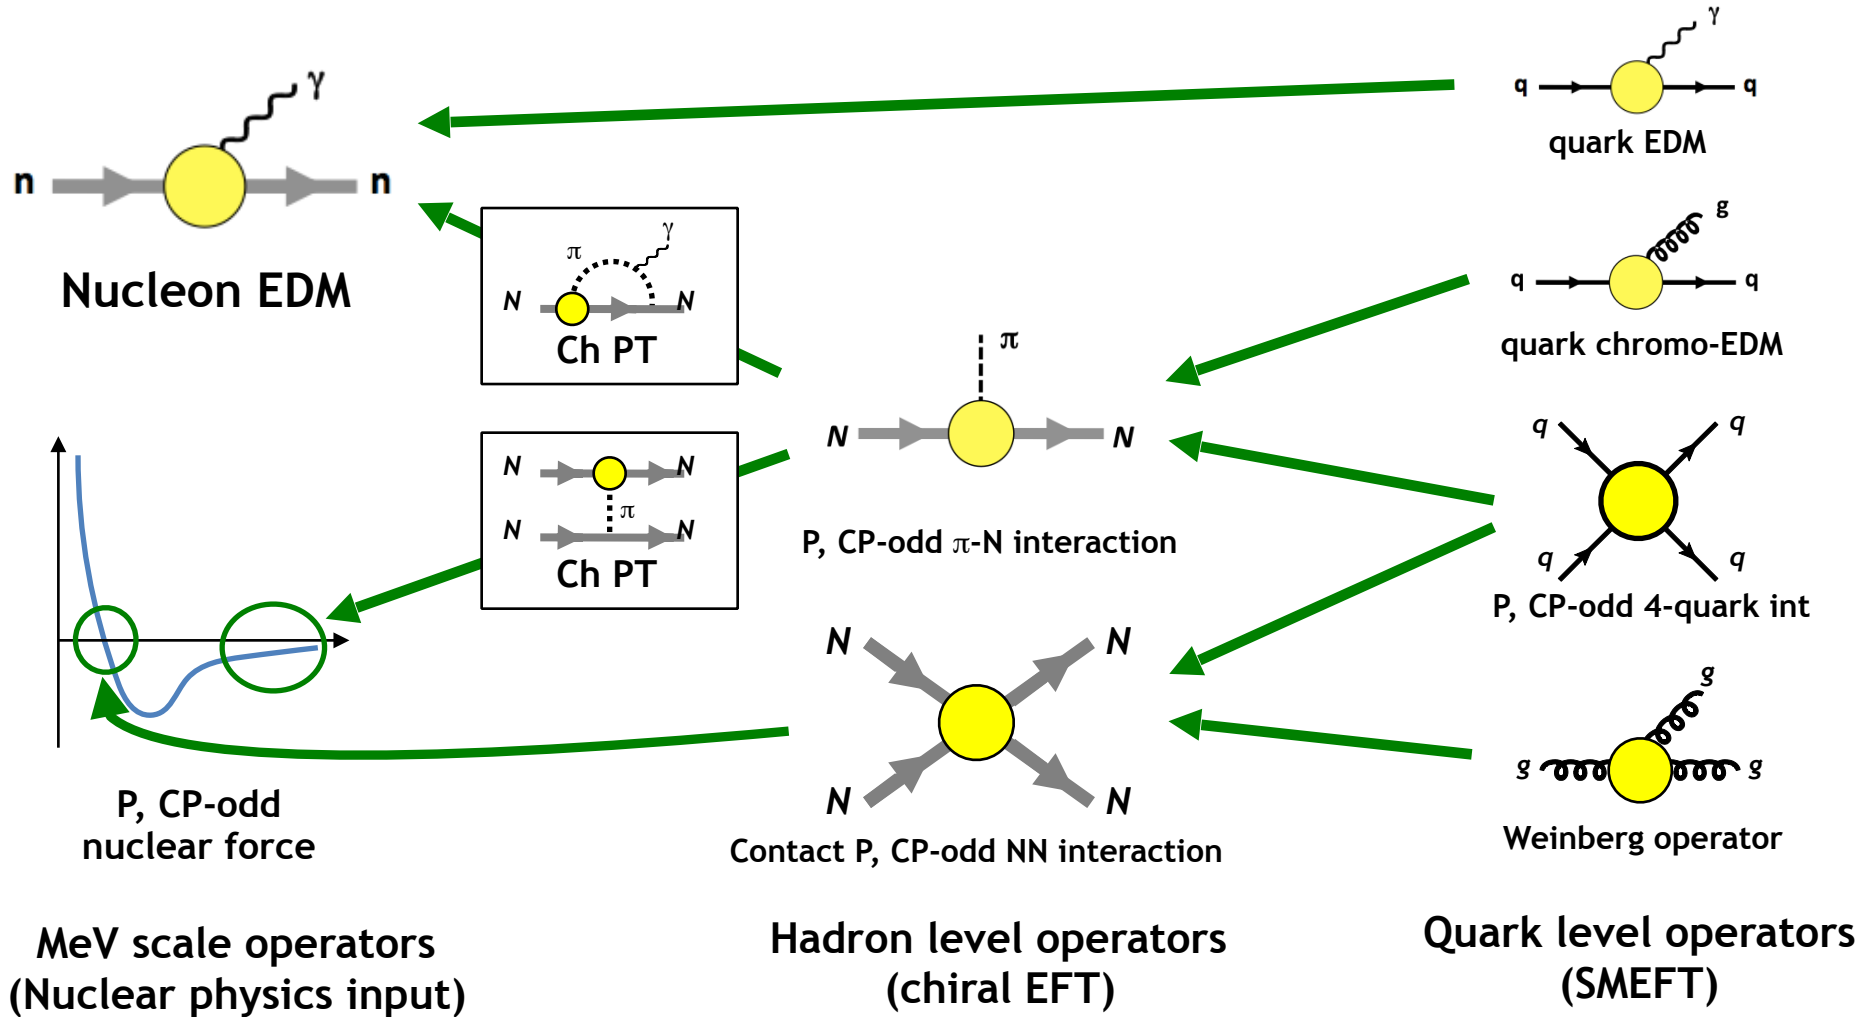 γ
n
n
Nucleon EDM
γ
q
q
quark EDM
π
γ
N
N
Ch PT
g
q
q
quark chromo-EDM
π
N
N
P, CP-odd π-N interaction
N
N
π
N
N
Ch PT
q
q
q
q
P, CP-odd 4-quark int
N
N
N
N
Contact P, CP-odd NN interaction
g
g
g
Weinberg operator
P, CP-odd
nuclear force
MeV scale operators
(Nuclear physics input)
Hadron level operators
(chiral EFT)
Quark level operators
(SMEFT)